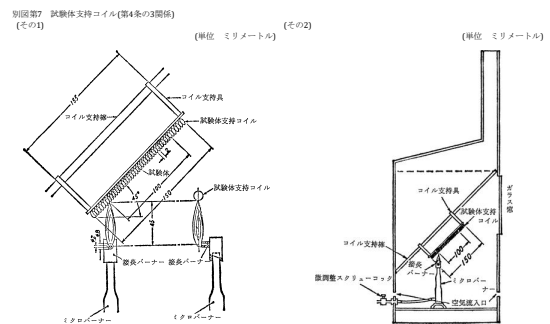 別図第7　試験体支持コイル(第4条の3関係)
(その1)
(その2)
(単位　ミリメートル)
(単位　ミリメートル)
コイル支持具
コイル支持棒
試験体支持コイル
試験体
試験体支持コイル
155
100
150
45°
45
接炎バーナー
接炎バーナー
ミクロバーナー
ミクロバーナー
ガラス窓
コイル支持具
試験体支持
コイル
コイル支持棒
接炎
バーナー
100
150
微調整スクリューコック
ミクロバー
ナー
空気流入口